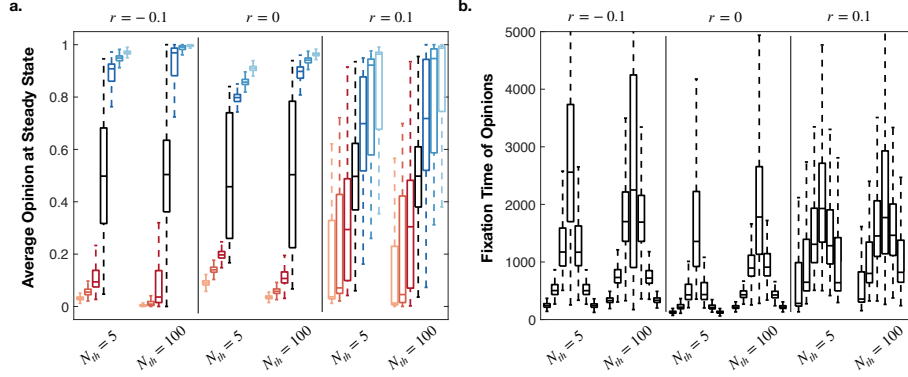 a.
r = − 0.1
r = 0
r = 0.1
Average Opinion at Steady State
1
0.8
0.6
0.4
0.2
0
N_th = 5
N_th = 100
N_th = 5
N_th = 100
N_th = 5
N_th = 100
b.
r = − 0.1
r = 0
r = 0.1
Fixation Time of Opinions
5000
4000
3000
2000
1000
0
N_th = 5
N_th = 100
N_th = 5
N_th = 100
N_th = 5
N_th = 100